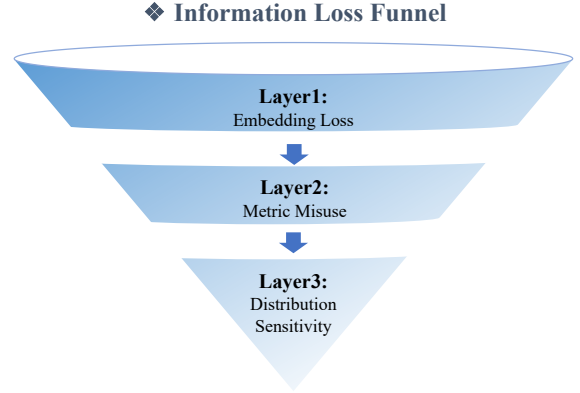 ❖ Information Loss Funnel
Layer1:
Embedding Loss
Layer2:
Metric Misuse
Layer3:
Distribution
Sensitivity